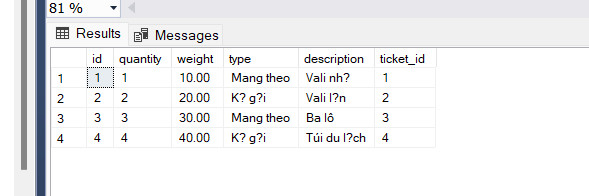 81 %
Results Messages
id quantity weight type description ticket_id
1 1 1 10.00 Mang theo Vali nh? 1
2 2 2 20.00 K? g?i Vali l?n 2
3 3 3 30.00 Mang theo Ba lô 3
4 4 4 40.00 K? g?i Túi du l?ch 4